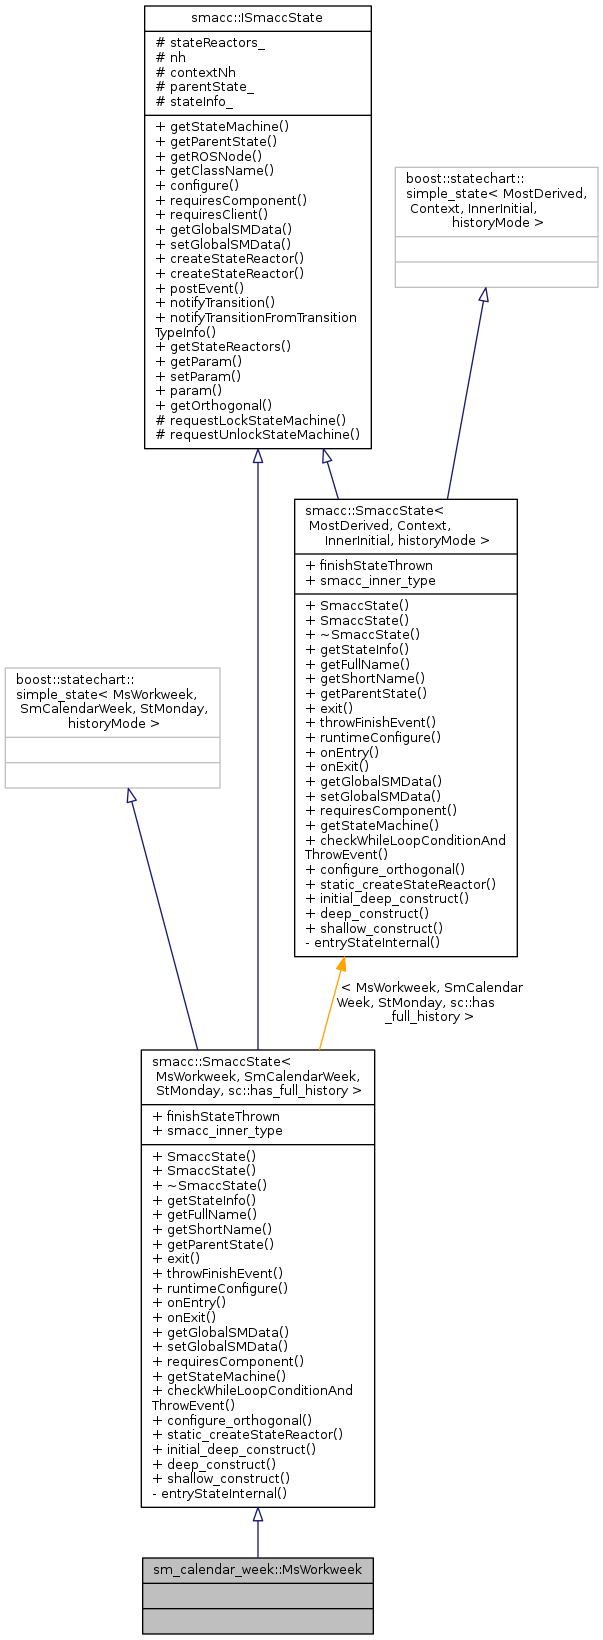 smacc::ISmaccState
# stateReactors_
# nh
# contextNh
# parentState_
# stateInfo_
+ getStateMachine()
+ getParentState()
+ getROSNode()
+ getClassName()
+ configure()
+ requiresComponent()
+ requiresClient()
+ getGlobalSMData()
+ setGlobalSMData()
+ createStateReactor()
+ createStateReactor()
+ postEvent()
+ notifyTransition()
+ notifyTransitionFromTransition
TypeInfo()
+ getStateReactors()
+ getParam()
+ setParam()
+ param()
+ getOrthogonal()
# requestLockStateMachine()
# requestUnlockStateMachine()
boost::statechart::
simple_state< MostDerived,
Context, InnerInitial,
historyMode >
smacc::SmaccState<
MostDerived, Context,
InnerInitial, historyMode >
+ finishStateThrown
+ smacc_inner_type
+ SmaccState()
+ SmaccState()
+ ~SmaccState()
+ getStateInfo()
+ getFullName()
+ getShortName()
+ getParentState()
+ exit()
+ throwFinishEvent()
+ runtimeConfigure()
+ onEntry()
+ onExit()
+ getGlobalSMData()
+ setGlobalSMData()
+ requiresComponent()
+ getStateMachine()
+ checkWhileLoopConditionAnd
ThrowEvent()
+ configure_orthogonal()
+ static_createStateReactor()
+ initial_deep_construct()
+ deep_construct()
+ shallow_construct()
- entryStateInternal()
boost::statechart::
simple_state< MsWorkweek,
SmCalendarWeek, StMonday,
historyMode >
< MsWorkweek, SmCalendar
Week, StMonday, sc::has
_full_history >
smacc::SmaccState<
MsWorkweek, SmCalendarWeek,
StMonday, sc::has_full_history >
+ finishStateThrown
+ smacc_inner_type
+ SmaccState()
+ SmaccState()
+ ~SmaccState()
+ getStateInfo()
+ getFullName()
+ getShortName()
+ getParentState()
+ exit()
+ throwFinishEvent()
+ runtimeConfigure()
+ onEntry()
+ onExit()
+ getGlobalSMData()
+ setGlobalSMData()
+ requiresComponent()
+ getStateMachine()
+ checkWhileLoopConditionAnd
ThrowEvent()
+ configure_orthogonal()
+ static_createStateReactor()
+ initial_deep_construct()
+ deep_construct()
+ shallow_construct()
- entryStateInternal()
sm_calendar_week::MsWorkweek